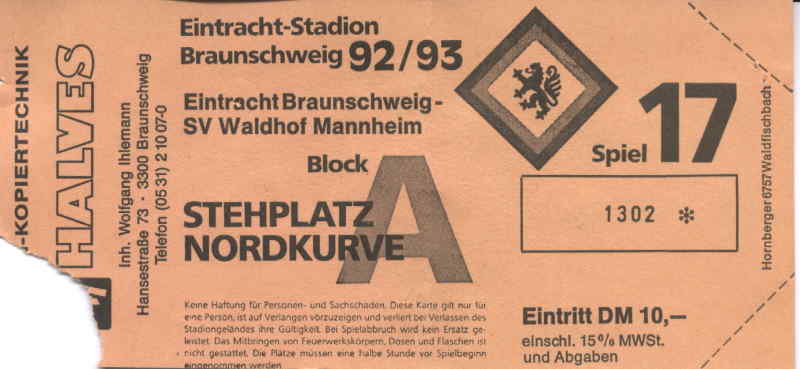 Eintracht-Stadion
Braunschweig 92/93
Eintracht Braunschweig-
SV Waldhof Mannheim
Block
A
STEHPLATZ
NORDKURVE
Spiel 17
1302 *
Keine Haftung für Personen- und Sachschäden. Diese Karte gilt nur für
eine Person, ist auf Verlangen vorzuzeigen und verliert bei Verlassen des
Stadiongeländes ihre Gültigkeit. Bei Spielabbruch wird kein Ersatz ge-
leistet. Das Mitbringen von Feuerwerkskörpern, Dosen und Flaschen ist
nicht gestattet. Die Plätze müssen eine halbe Stunde vor Spielbeginn
eingenommen werden
Eintritt DM 10,—
einschl. 15% MWSt.
und Abgaben
-KOPIERTECHNIK
HALVES
Inh. Wolfgang Ihlemann
Hansestraße 73 · 3300 Braunschweig
Telefon (05 31) 2 10 07-0
Hornberger 6757 Waldfischbach